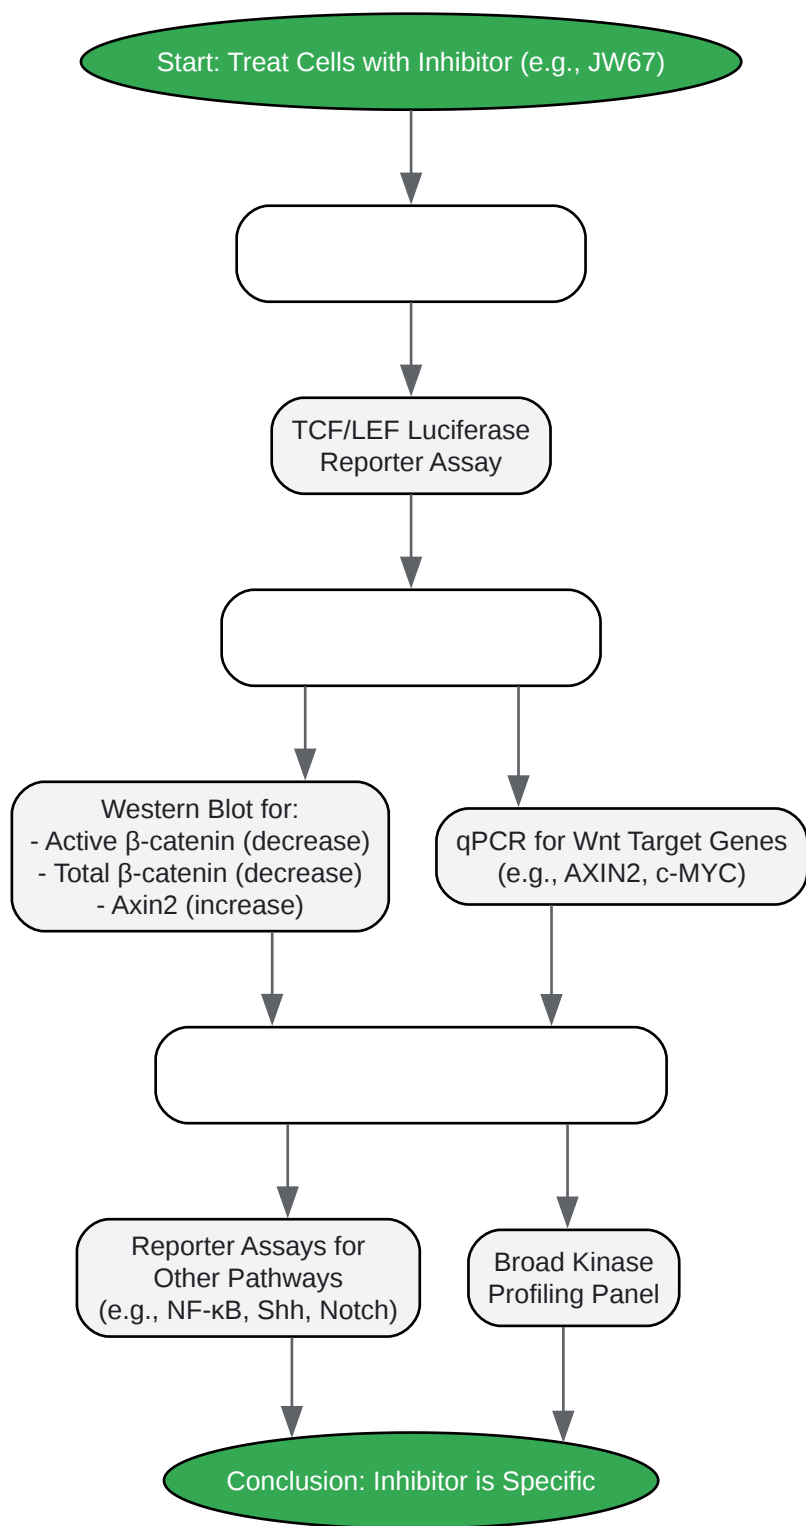 Start: Treat Cells with Inhibitor (e.g., JW67)
TCF/LEF Luciferase
Reporter Assay
Western Blot for:
- Active β-catenin (decrease)
- Total β-catenin (decrease)
- Axin2 (increase)
qPCR for Wnt Target Genes
(e.g., AXIN2, c-MYC)
Reporter Assays for
Other Pathways
(e.g., NF-κB, Shh, Notch)
Broad Kinase
Profiling Panel
Conclusion: Inhibitor is Specific